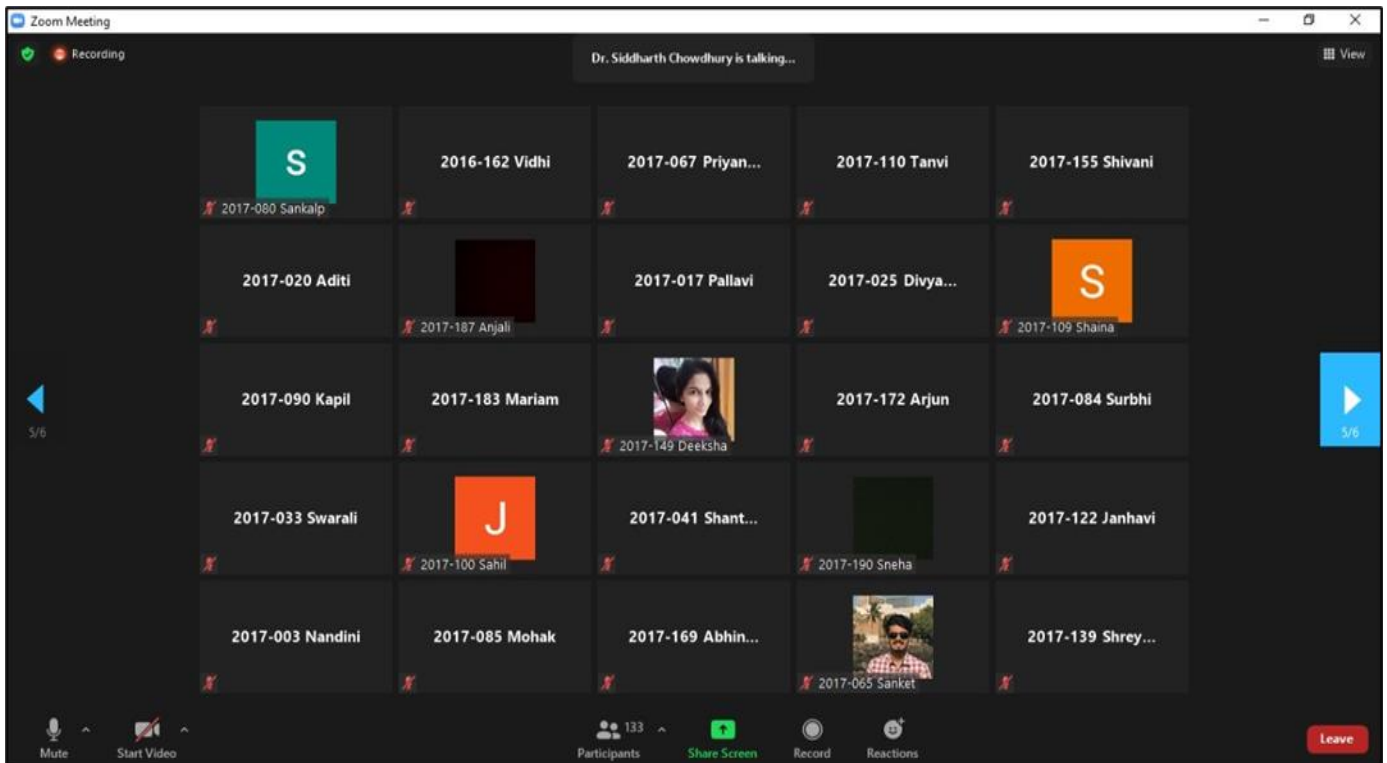 Zoom Meeting
Recording
Dr. Siddharth Chowdhury is talking...
View
S
2017-080 Sankalp
2016-162 Vidhi
2017-067 Priyan...
2017-110 Tanvi
2017-155 Shivani
2017-020 Aditi
2017-187 Anjali
2017-017 Pallavi
2017-025 Divya...
S
2017-109 Shaina
2017-090 Kapil
2017-183 Mariam
2017-149 Deeksha
2017-172 Arjun
2017-084 Surbhi
5/6
5/6
2017-033 Swarali
J
2017-100 Sahil
2017-041 Shant...
2017-190 Sneha
2017-122 Janhavi
2017-003 Nandini
2017-085 Mohak
2017-169 Abhin...
2017-065 Sanket
2017-139 Shrey...
Mute
Start Video
133
Participants
Share Screen
Record
Reactions
Leave